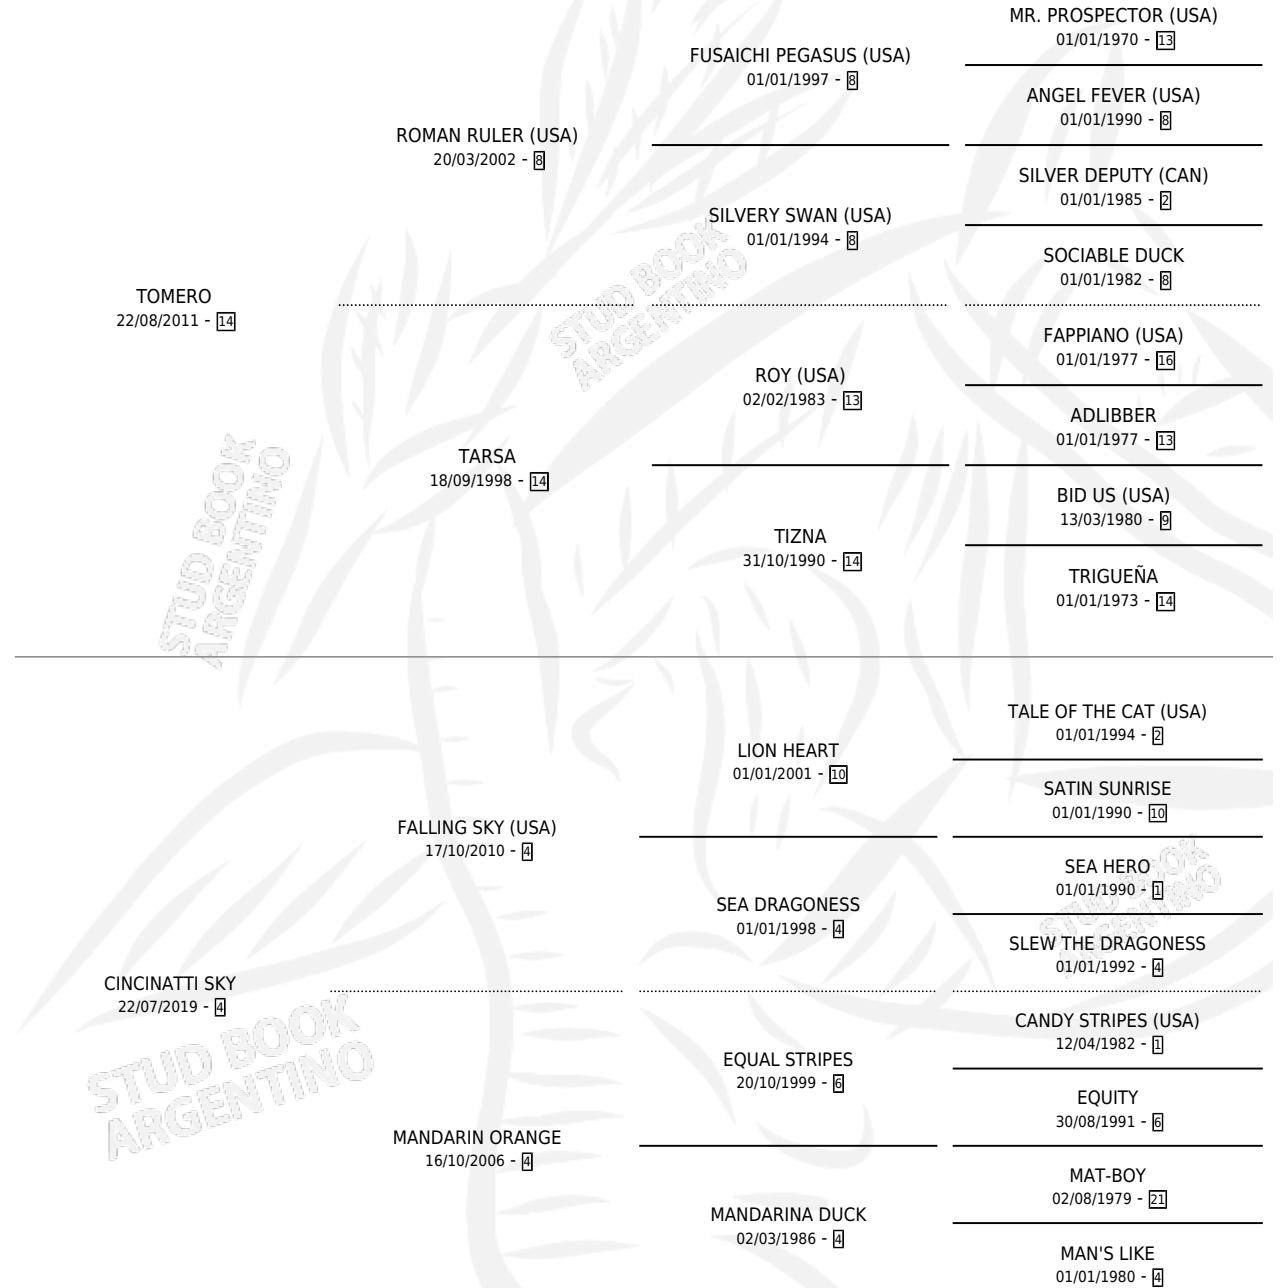 MR. PROSPECTOR (USA)
01/01/1970 - 13
FUSAICHI PEGASUS (USA)
01/01/1997 - 8
ANGEL FEVER (USA)
01/01/1990 - 8
ROMAN RULER (USA)
20/03/2002 - 8
SILVER DEPUTY (CAN)
01/01/1985 - 2
SILVERY SWAN (USA)
01/01/1994 - 8
SOCIABLE DUCK
01/01/1982 - 8
TOMERO
22/08/2011 - 14
FAPPIANO (USA)
01/01/1977 - 16
ROY (USA)
02/02/1983 - 13
ADLIBBER
01/01/1977 - 13
TARSA
18/09/1998 - 14
BID US (USA)
13/03/1980 - 9
TIZNA
31/10/1990 - 14
TRIGUEÑA
01/01/1973 - 14
STUD BOOK
ARGENTINO
STUD BOOK
ARGENTINO
TALE OF THE CAT (USA)
01/01/1994 - 2
LION HEART
01/01/2001 - 10
SATIN SUNRISE
01/01/1990 - 10
FALLING SKY (USA)
17/10/2010 - 4
SEA HERO
01/01/1990 - 1
SEA DRAGONESS
01/01/1998 - 4
SLEW THE DRAGONESS
01/01/1992 - 4
CINCINATTI SKY
22/07/2019 - 4
CANDY STRIPES (USA)
12/04/1982 - 1
EQUAL STRIPES
20/10/1999 - 6
EQUITY
30/08/1991 - 6
MANDARIN ORANGE
16/10/2006 - 4
MAT-BOY
02/08/1979 - 21
MANDARINA DUCK
02/03/1986 - 4
MAN'S LIKE
01/01/1980 - 4
STUD BOOK
ARGENTINO
STUD BOOK
ARGENTINO